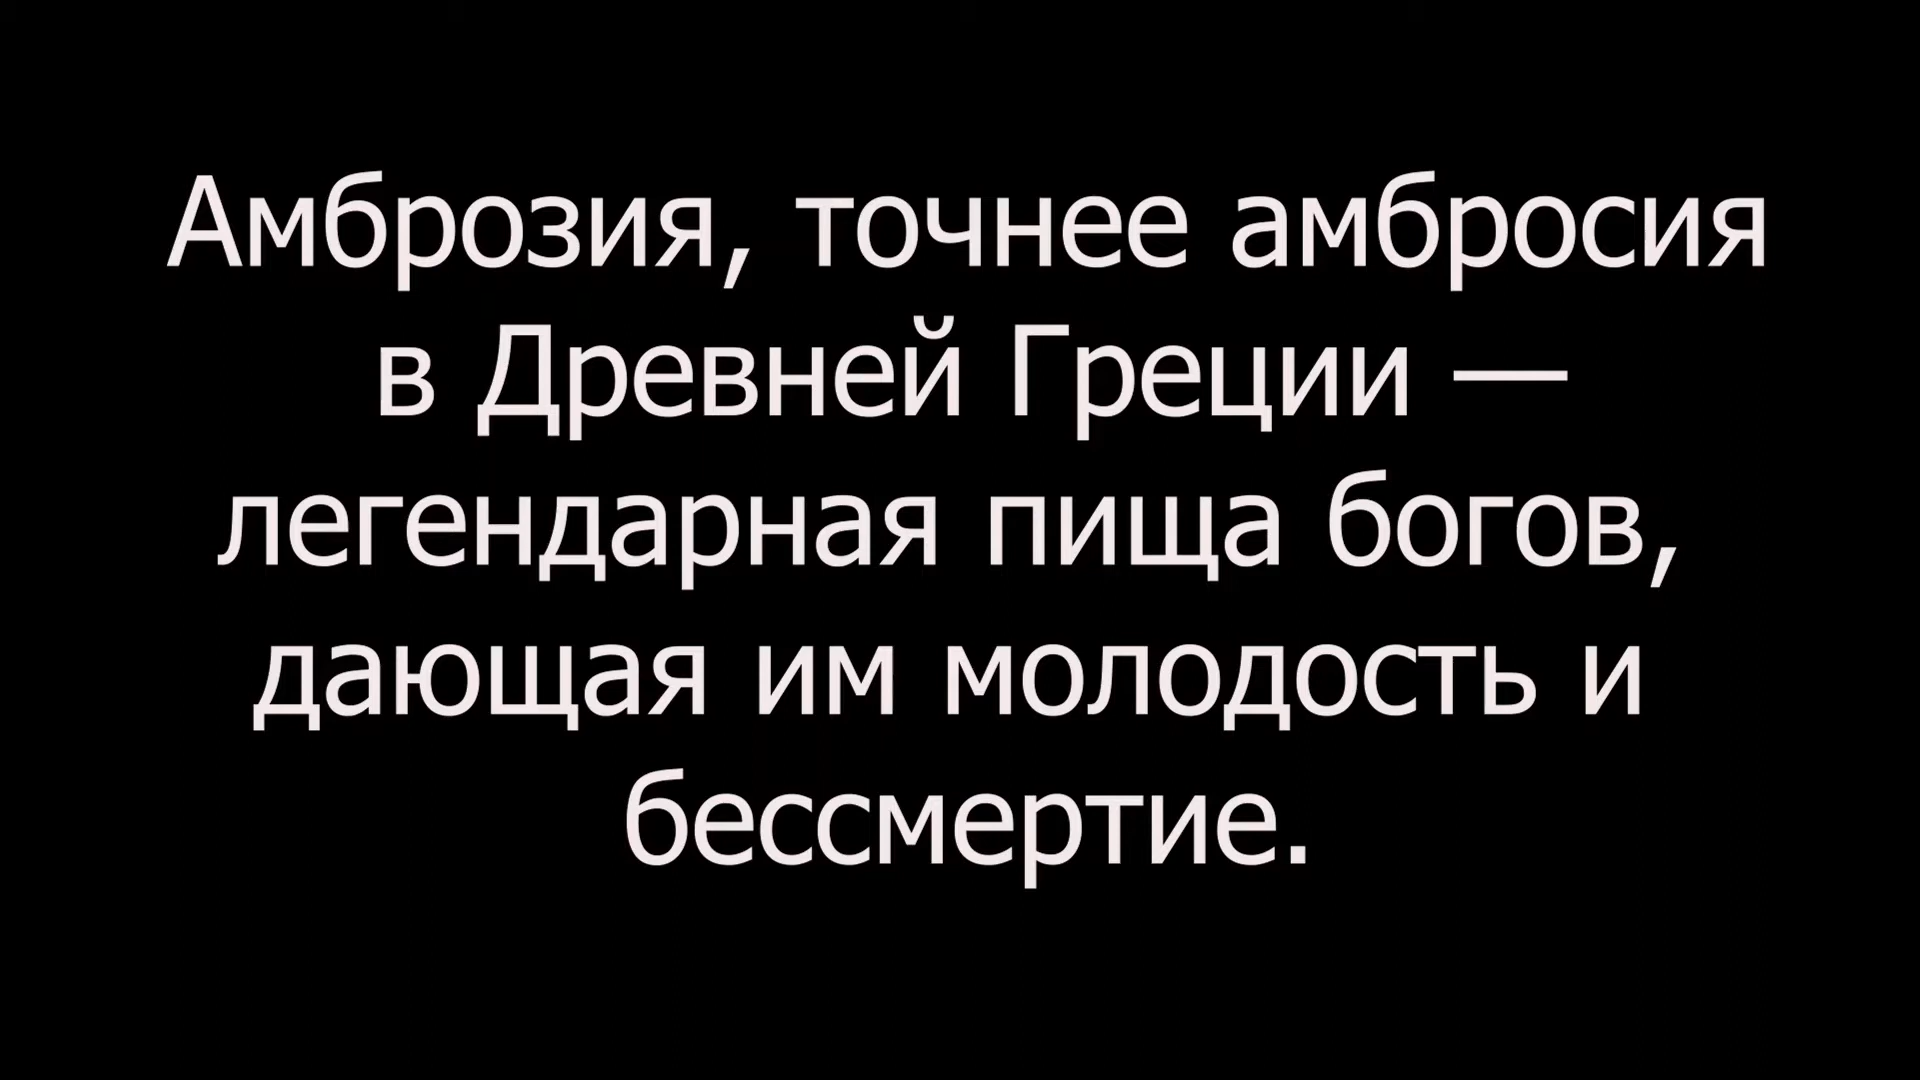 Амброзия, точнее амбросия
в Древней Греции —
легендарная пища богов,
дающая им молодость и
бессмертие.